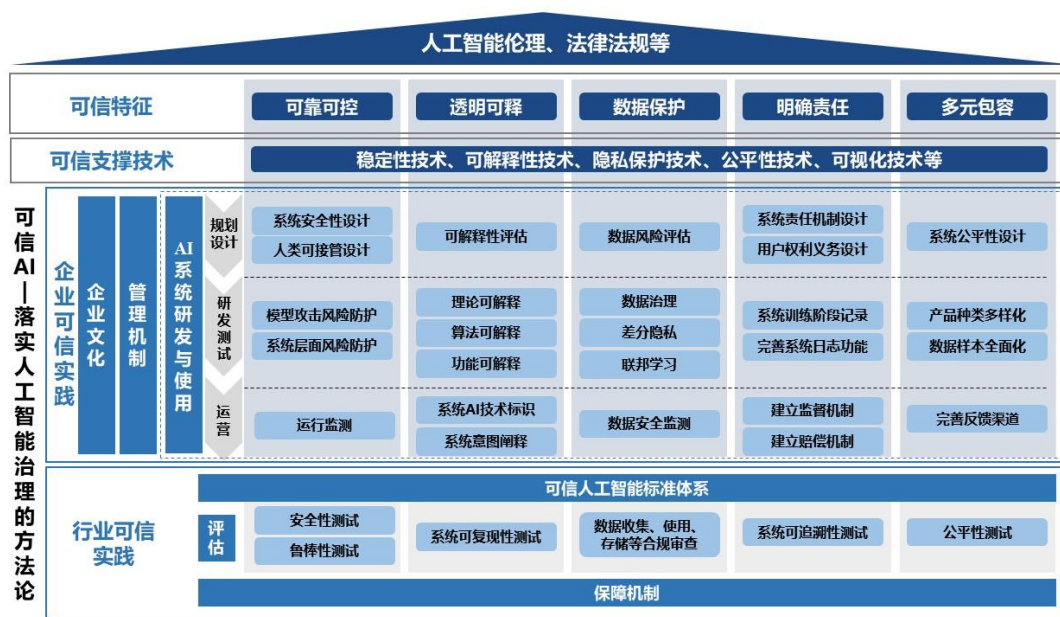 人工智能伦理、法律法规等
可信特征
可靠可控
透明可释
数据保护
明确责任
多元包容
可信支撑技术
稳定性技术、可解释性技术、隐私保护技术、公平性技术、可视化技术等
可信AI—落实人工智能治理的方法论
企业可信实践
企业文化
管理机制
AI系统研发与使用
规划
设计
系统安全性设计
人类可接管设计
可解释性评估
数据风险评估
系统责任机制设计
用户权利义务设计
系统公平性设计
研发测试
模型攻击风险防护
系统层面风险防护
理论可解释
算法可解释
功能可解释
数据治理
差分隐私
联邦学习
系统训练阶段记录
完善系统日志功能
产品种类多样化
数据样本全面化
运营
运行监测
系统AI技术标识
系统意图阐释
数据安全监测
建立监督机制
建立赔偿机制
完善反馈渠道
行业可信
实践
可信人工智能标准体系
评估
安全性测试
鲁棒性测试
系统可复现性测试
数据收集、使用、
存储等合规审查
系统可追溯性测试
公平性测试
保障机制